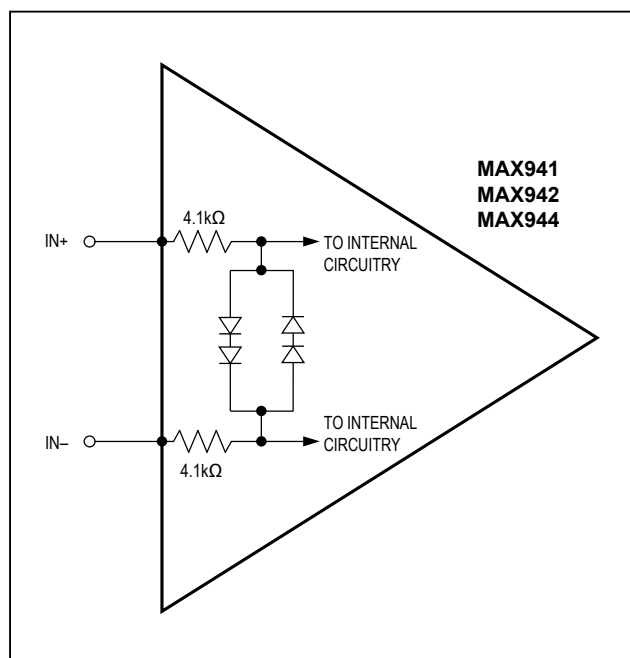 MAX941
MAX942
MAX944
4.1kΩ
IN+
TO INTERNAL
CIRCUITRY
TO INTERNAL
CIRCUITRY
IN–
4.1kΩ